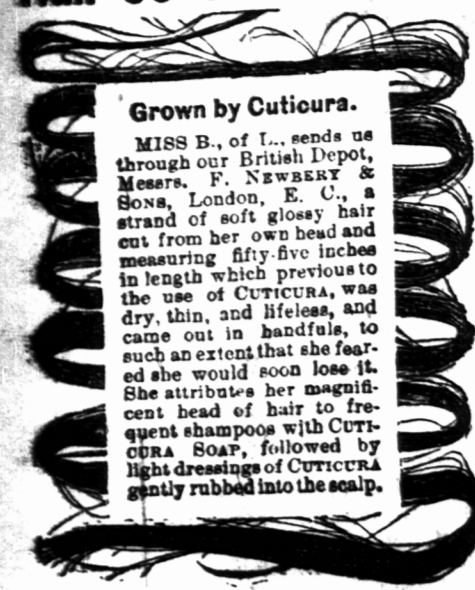 Grown by Cuticura.
MISS B., of L., sends us
through our British Depot,
Messrs. F. NEWBERY &
SONS, London, E. C., a
strand of soft glossy hair
cut from her own head and
measuring fifty-five inches
in length which previous to
the use of CUTICURA, was
dry, thin, and lifeless, and
came out in handfuls, to
such an extent that she fear-
ed she would soon lose it.
She attributes her magnifi-
cent head of hair to fre-
quent shampoos with CUTI-
CURA SOAP, followed by
light dressings of CUTICURA
gently rubbed into the scalp.